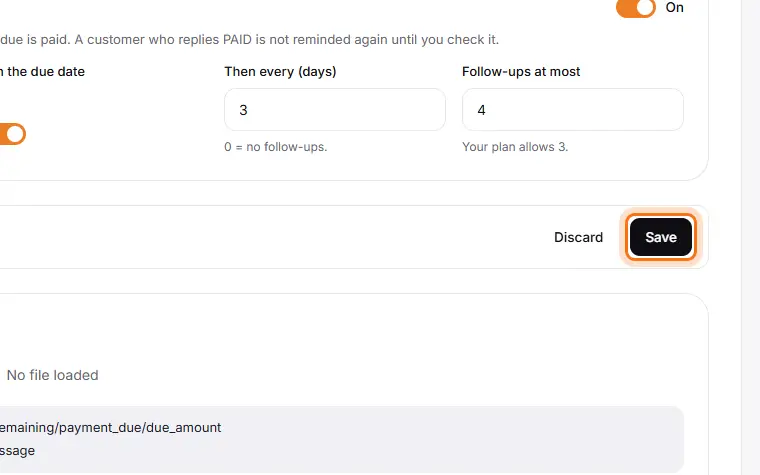 On
due is paid. A customer who replies PAID is not reminded again until you check it.
the due date
Then every (days)
Follow-ups at most
3
4
0 = no follow-ups.
Your plan allows 3.
Discard
Save
No file loaded
emaining/payment_due/due_amount
ssage